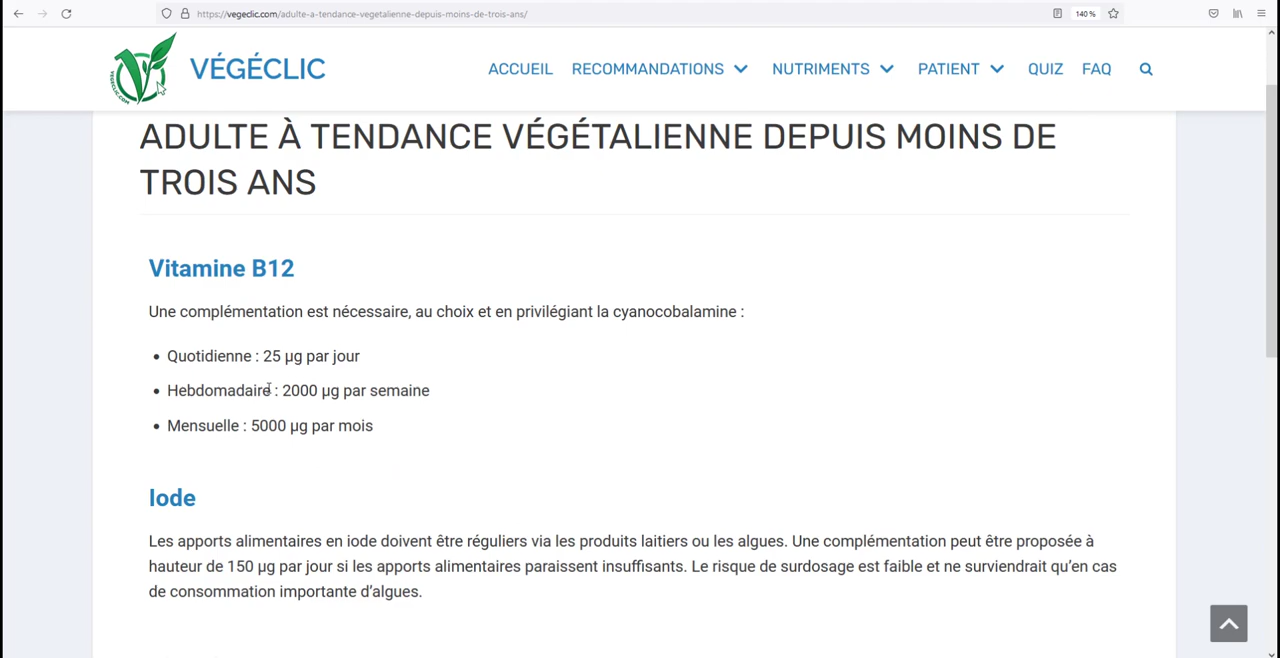 https://vegeclic.com/adulte-a-tendance-vegetalienne-depuis-moins-de-trois-ans/
140 %
VEGECLIC.COM
VÉGÉCLIC
ACCUEIL RECOMMANDATIONS NUTRIMENTS PATIENT QUIZ FAQ
ADULTE À TENDANCE VÉGÉTALIENNE DEPUIS MOINS DE
TROIS ANS
Vitamine B12
Une complémentation est nécessaire, au choix et en privilégiant la cyanocobalamine :
• Quotidienne : 25 µg par jour
• Hebdomadaire : 2000 µg par semaine
• Mensuelle : 5000 µg par mois
Iode
Les apports alimentaires en iode doivent être réguliers via les produits laitiers ou les algues. Une complémentation peut être proposée à
hauteur de 150 µg par jour si les apports alimentaires paraissent insuffisants. Le risque de surdosage est faible et ne surviendrait qu’en cas
de consommation importante d’algues.